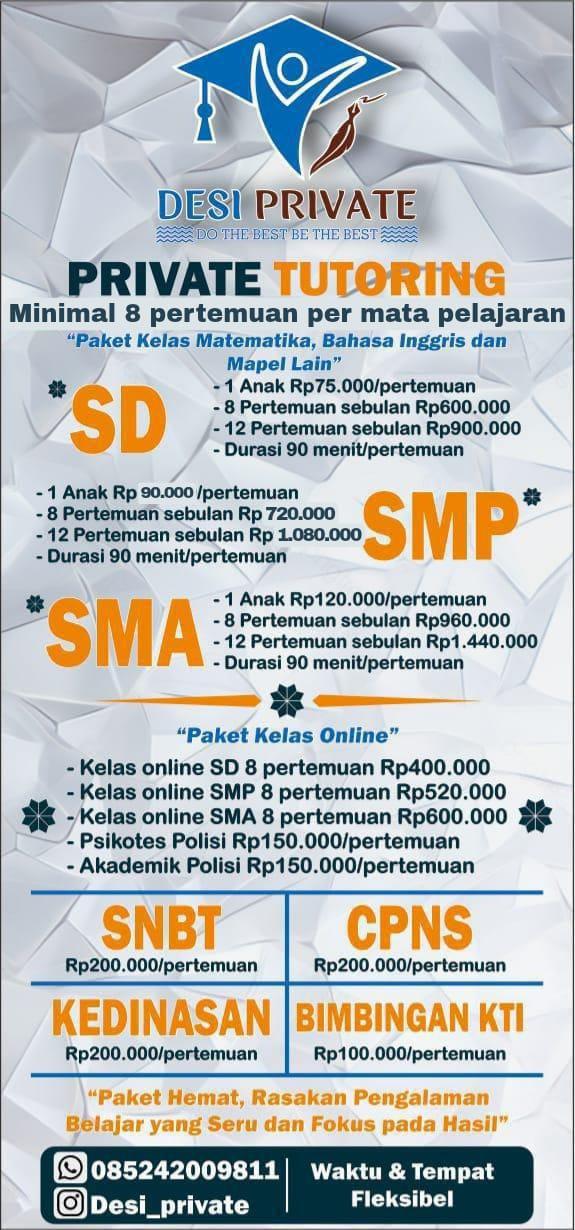 DESI PRIVATE
DO THE BEST BE THE BEST
PRIVATE TUTORING
Minimal 8 pertemuan per mata pelajaran
“Paket Kelas Matematika, Bahasa Inggris dan
Mapel Lain”
SD
- 1 Anak Rp75.000/pertemuan
- 8 Pertemuan sebulan Rp600.000
- 12 Pertemuan sebulan Rp900.000
- Durasi 90 menit/pertemuan
- 1 Anak Rp 90.000 /pertemuan
- 8 Pertemuan sebulan Rp 720.000
- 12 Pertemuan sebulan Rp 1.080.000
- Durasi 90 menit/pertemuan
SMP
SMA
- 1 Anak Rp120.000/pertemuan
- 8 Pertemuan sebulan Rp960.000
- 12 Pertemuan sebulan Rp1.440.000
- Durasi 90 menit/pertemuan
“Paket Kelas Online”
- Kelas online SD 8 pertemuan Rp400.000
- Kelas online SMP 8 pertemuan Rp520.000
- Kelas online SMA 8 pertemuan Rp600.000
- Psikotes Polisi Rp150.000/pertemuan
- Akademik Polisi Rp150.000/pertemuan
SNBT
Rp200.000/pertemuan
CPNS
Rp200.000/pertemuan
KEDINASAN
Rp200.000/pertemuan
BIMBINGAN KTI
Rp100.000/pertemuan
“Paket Hemat, Rasakan Pengalaman
Belajar yang Seru dan Fokus pada Hasil”
085242009811
Desi_private
Waktu & Tempat
Fleksibel